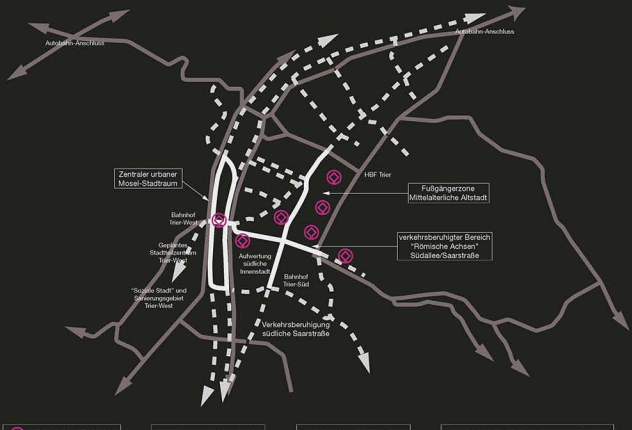 Autobahn-Anschluss
Autobahn-Anschluss
Zentraler urbaner
Mosel-Stadtraum
HBF Trier
Fußgängerzone
Mittelalterliche Altstadt
Bahnhof
Trier-West
verkehrsberuhigter Bereich
"Römische Achsen"
Südallee/Saarstraße
Geplantes
Stadtteilzentrum
Trier-West
Aufwertung
südliche
Innenstadt
Bahnhof
Trier-Süd
"Soziale Stadt" und
Sanierungsgebiet
Trier-West
Verkehrsberuhigung
südliche Saarstraße